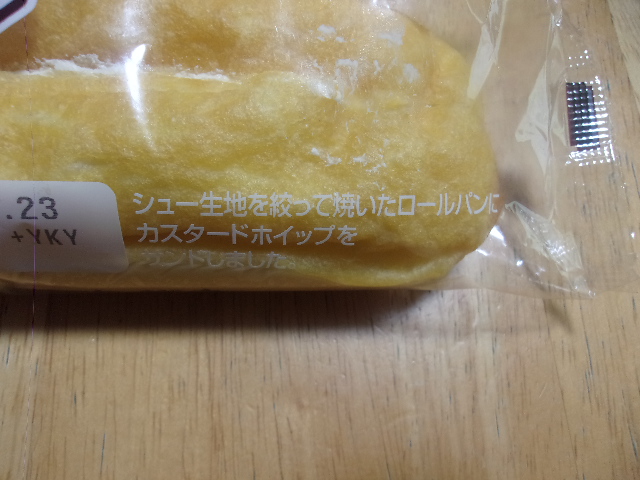 .23
+YKY
シュー生地を絞って焼いたロールパンに
カスタードホイップを
サンドしました。